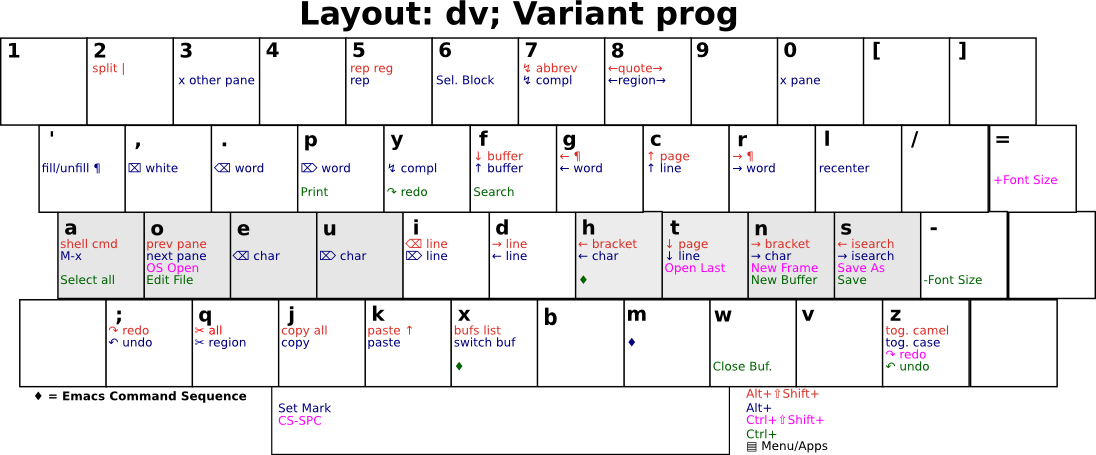 Layout: dv; Variant prog
1 2 3 4 5 6 7 8 9 0 [ ]
split | rep reg ↯ abbrev ←quote→
x other pane rep Sel. Block ↯ compl ←region→ x pane
' , . p y f g c r l / =
↓ buffer ← ¶ ↑ page → ¶
fill/unfill ¶ ⌧ white ⌫ word ⌦ word ↯ compl ↑ buffer ← word ↑ line → word recenter
+Font Size
Print ↷ redo Search
a o e u i d h t n s -
shell cmd prev pane ⌫ line → line ← bracket ↓ page → bracket ← isearch
M-x next pane ⌫ char ⌦ char ⌦ line ← line ← char ↓ line → char → isearch
OS Open Open Last New Frame Save As
Select all Edit File ♦ New Buffer Save -Font Size
; q j k x b m w v z
↷ redo ✂ all copy all paste ↑ bufs list tog. camel
↶ undo ✂ region copy paste switch buf ♦ tog. case
↷ redo
♦ Close Buf. ↶ undo
♦ = Emacs Command Sequence Alt+⇧Shift+
Set Mark Alt+
CS-SPC Ctrl+⇧Shift+
Ctrl+
▤ Menu/Apps